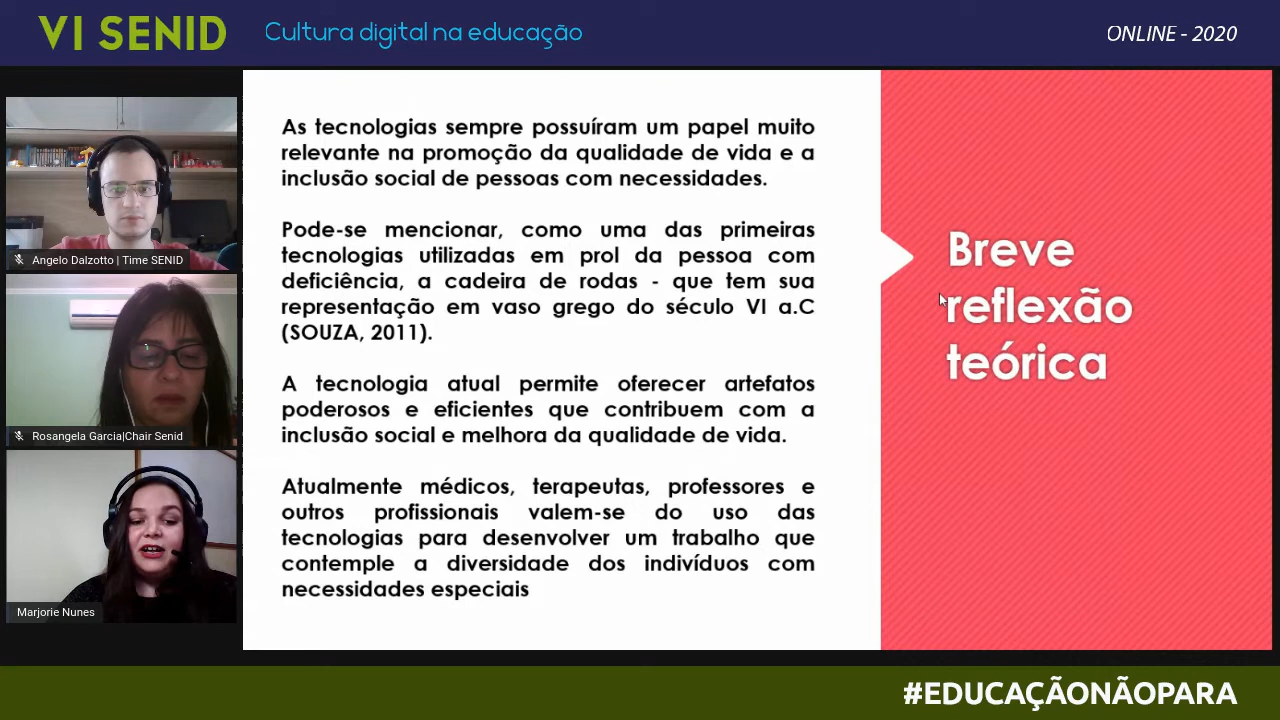 VI SENID
Cultura digital na educação
ONLINE - 2020
Angelo Dalzotto | Time SENID
Rosangela Garcia|Chair Senid
Marjorie Nunes
As tecnologias sempre possuíram um papel muito
relevante na promoção da qualidade de vida e a
inclusão social de pessoas com necessidades.
Pode-se mencionar, como uma das primeiras
tecnologias utilizadas em prol da pessoa com
deficiência, a cadeira de rodas - que tem sua
representação em vaso grego do século VI a.C
(SOUZA, 2011).
A tecnologia atual permite oferecer artefatos
poderosos e eficientes que contribuem com a
inclusão social e melhora da qualidade de vida.
Atualmente médicos, terapeutas, professores e
outros profissionais valem-se do uso das
tecnologias para desenvolver um trabalho que
contemple a diversidade dos indivíduos com
necessidades especiais
Breve
reflexão
teórica
#EDUCAÇÃONÃOPARA